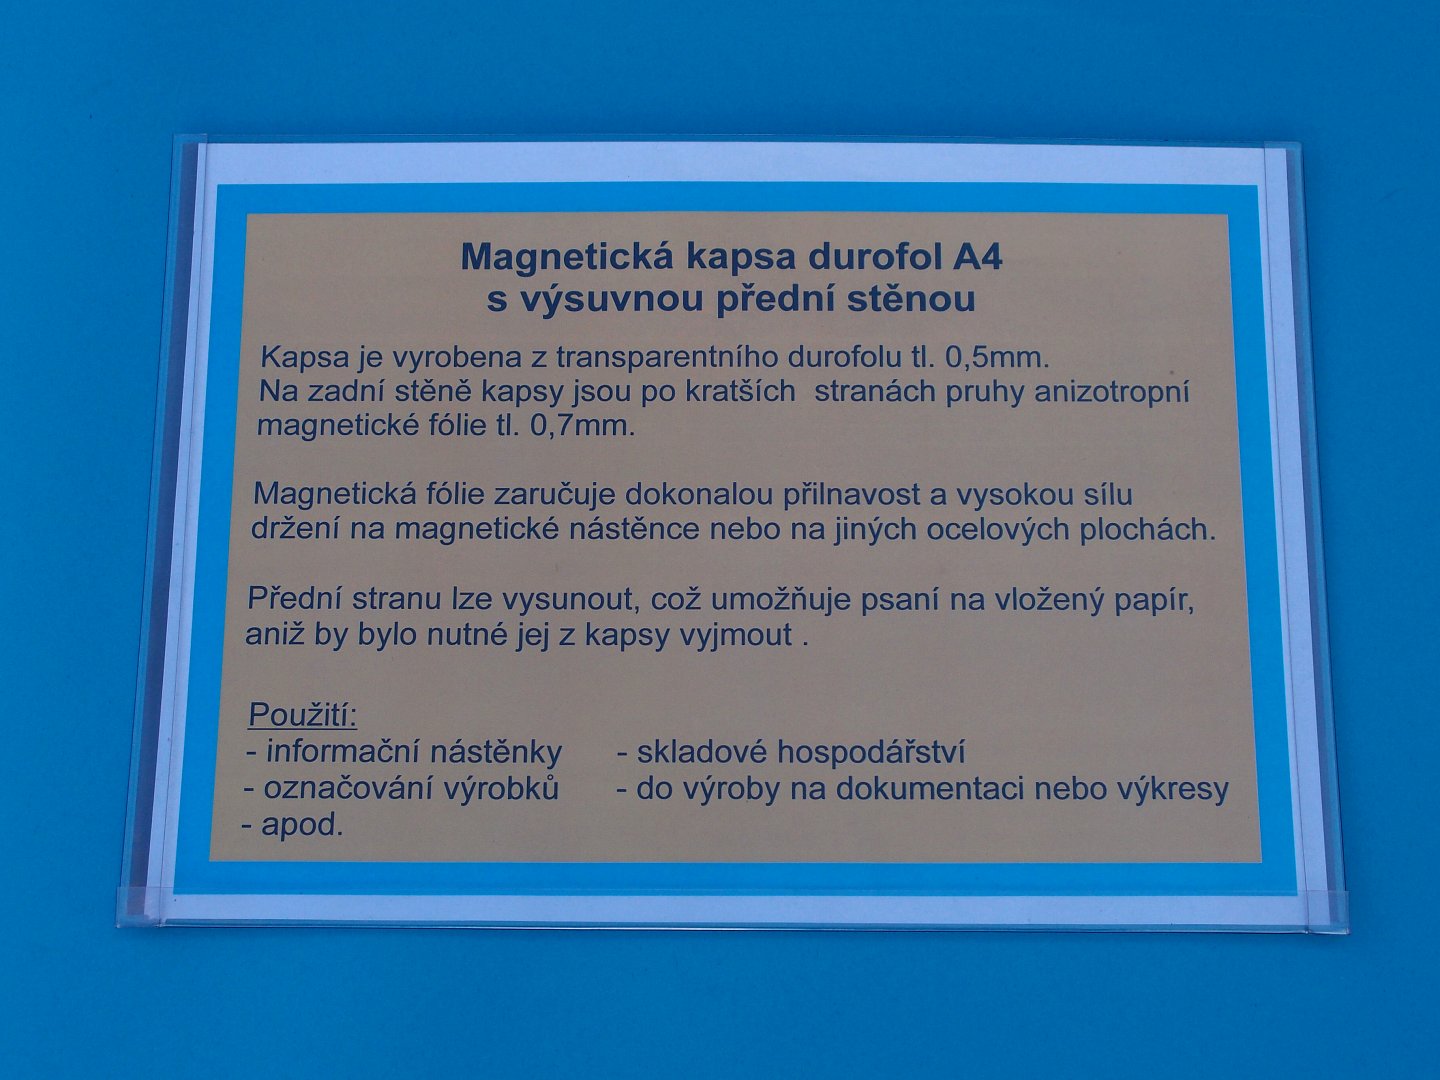 Magnetická kapsa durofol A4
s výsuvnou přední stěnou
Kapsa je vyrobena z transparentního durofolu tl. 0,5mm.
Na zadní stěně kapsy jsou po kratších  stranách pruhy anizotropní
magnetické fólie tl. 0,7mm.
Magnetická fólie zaručuje dokonalou přilnavost a vysokou sílu
držení na magnetické nástěnce nebo na jiných ocelových plochách.
Přední stranu lze vysunout, což umožňuje psaní na vložený papír,
aniž by bylo nutné jej z kapsy vyjmout .
Použití:
- informační nástěnky - skladové hospodářství
- označování výrobků - do výroby na dokumentaci nebo výkresy
- apod.